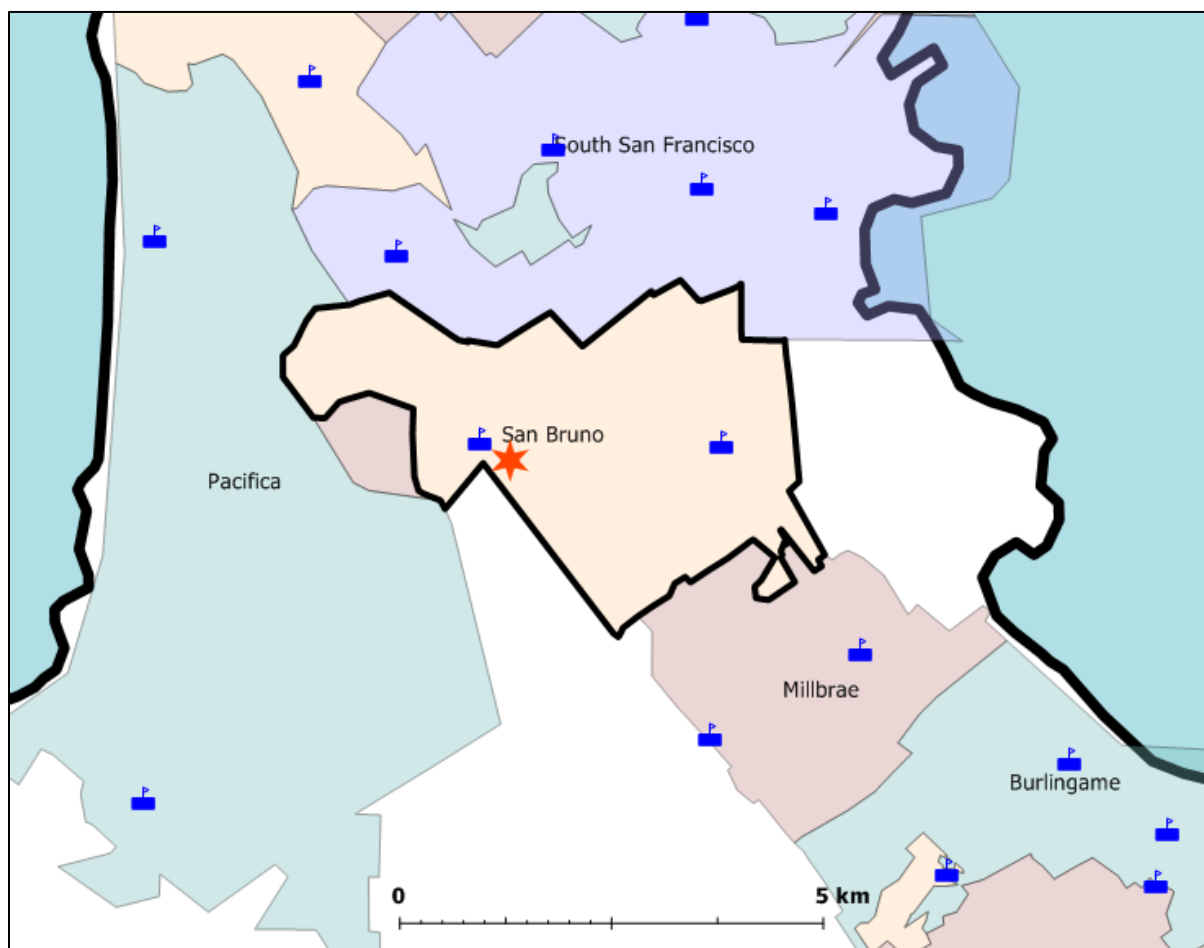 South San Francisco
San Bruno
Pacifica
Millbrae
Burlingame
0
5 km